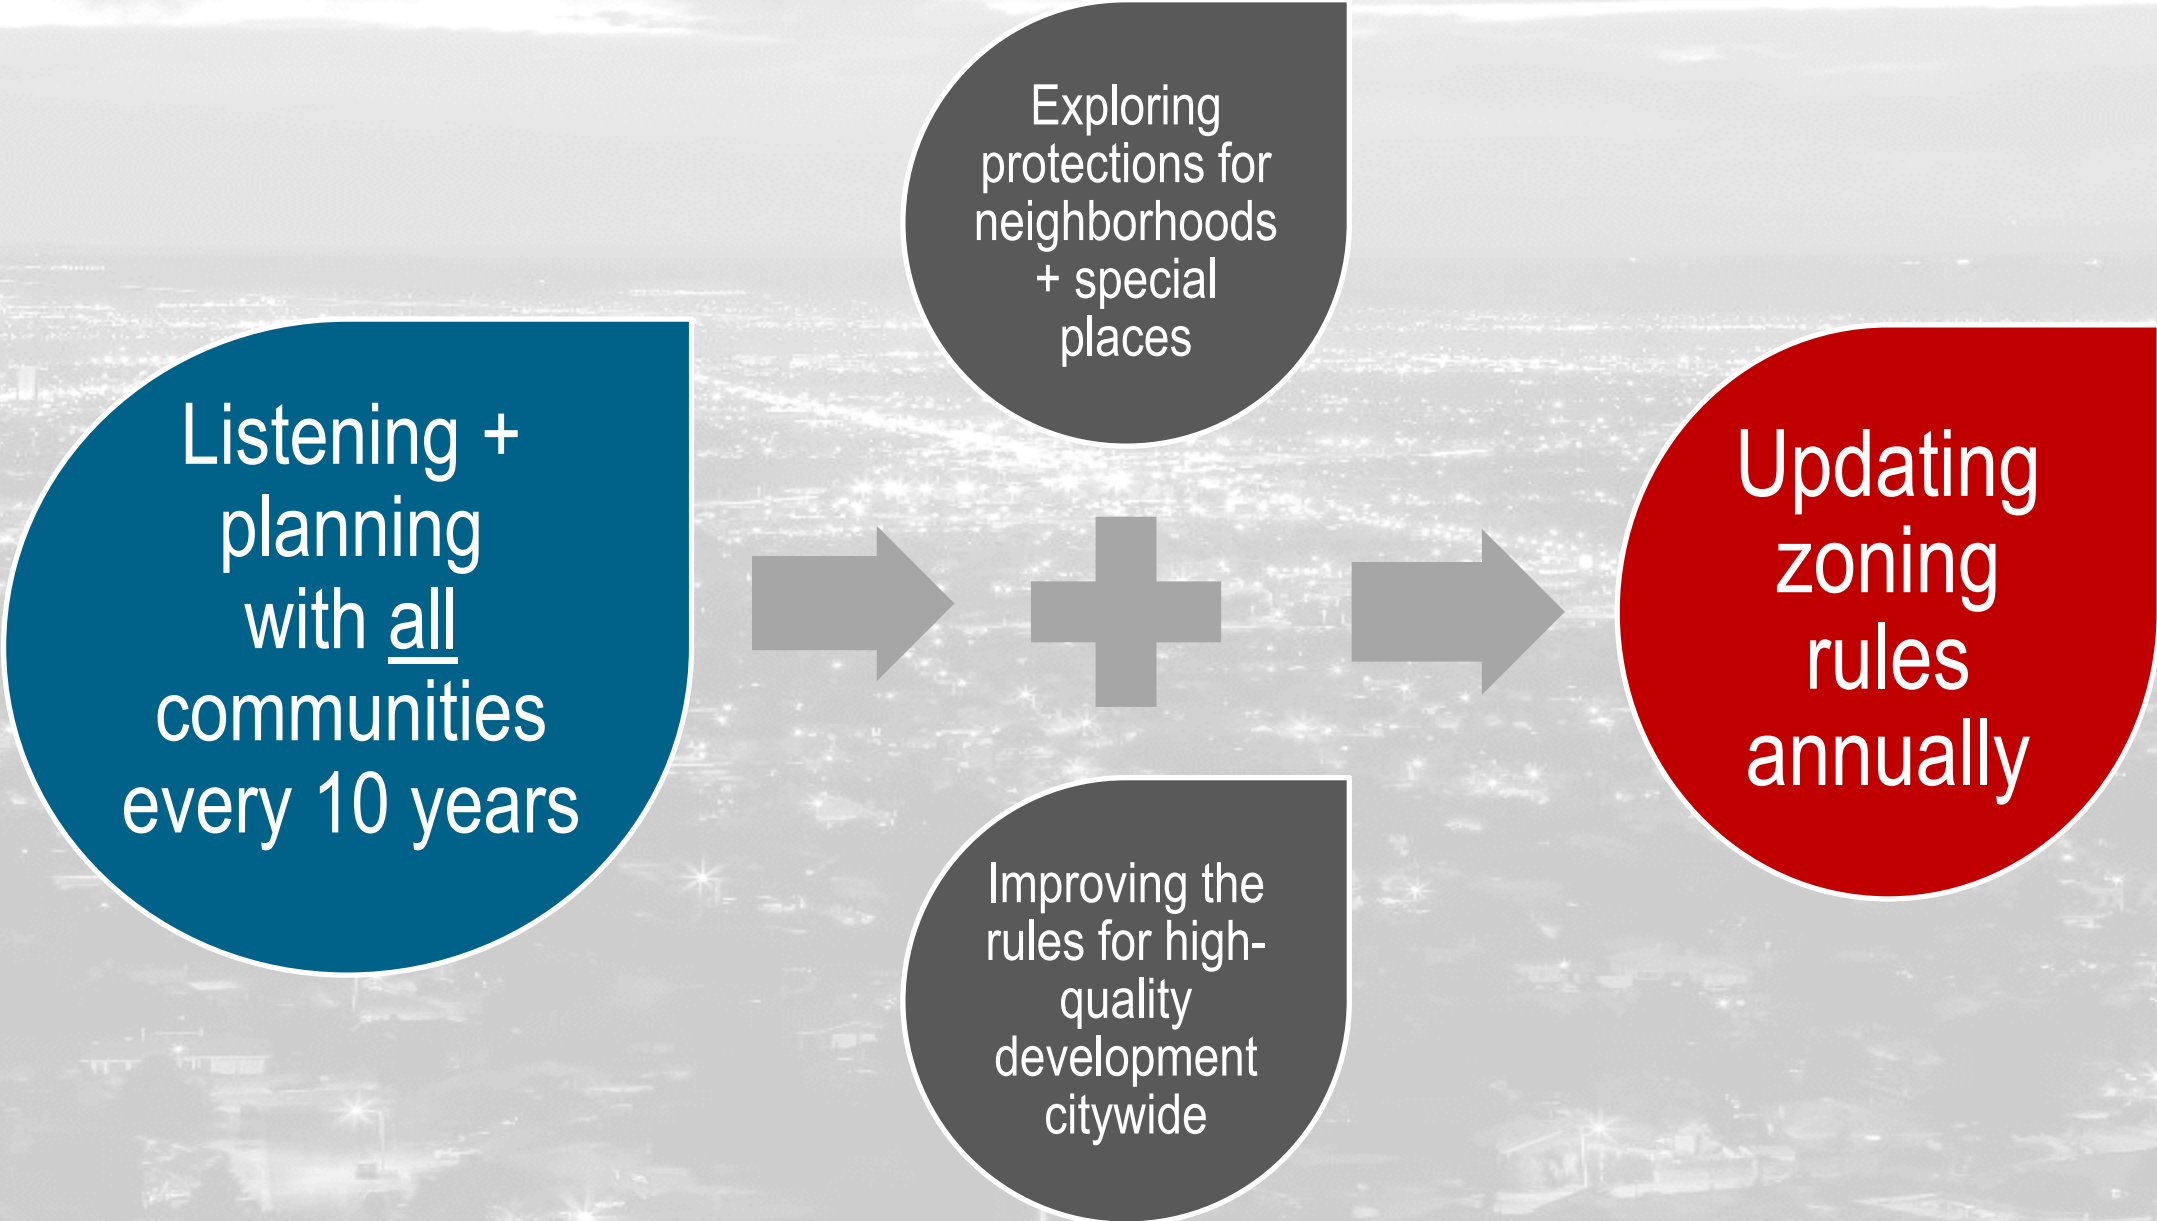 Listening +
planning
with all
communities
every 10 years
Exploring
protections for
neighborhoods
+ special
places
Improving the
rules for high-
quality
development
citywide
Updating
zoning
rules
annually